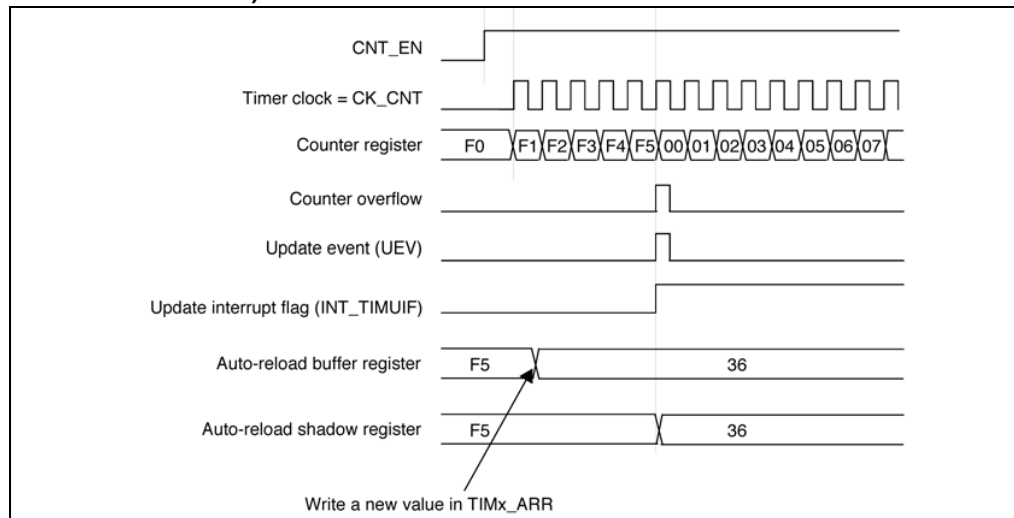 CNT_EN
Timer clock = CK_CNT
Counter register F0 F1 F2 F3 F4 F5 00 01 02 03 04 05 06 07
Counter overflow
Update event (UEV)
Update interrupt flag (INT_TIMUIF)
Auto-reload buffer register F5 36
Auto-reload shadow register F5 36
Write a new value in TIMx_ARR